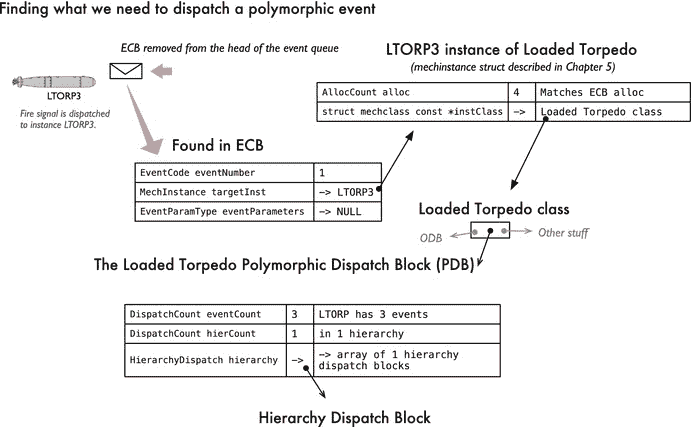 Finding what we need to dispatch a polymorphic event
ECB removed from the head of the event queue
LTORP3
Fire signal is dispatched
to instance LTORP3.
LTORP3 instance of Loaded Torpedo
(mechinstance struct described in Chapter 5)
AllocCount alloc 4 Matches ECB alloc
struct mechclass const *instClass —> Loaded Torpedo class
Found in ECB
EventCode eventNumber 1
MechInstance targetInst —> LTORP3
EventParamType eventParameters —> NULL
Loaded Torpedo class
ODB
Other stuff
The Loaded Torpedo Polymorphic Dispatch Block (PDB)
DispatchCount eventCount 3 LTORP has 3 events
DispatchCount hierCount 1 in 1 hierarchy
HierarchyDispatch hierarchy —> —> array of 1 hierarchy
dispatch blocks
Hierarchy Dispatch Block